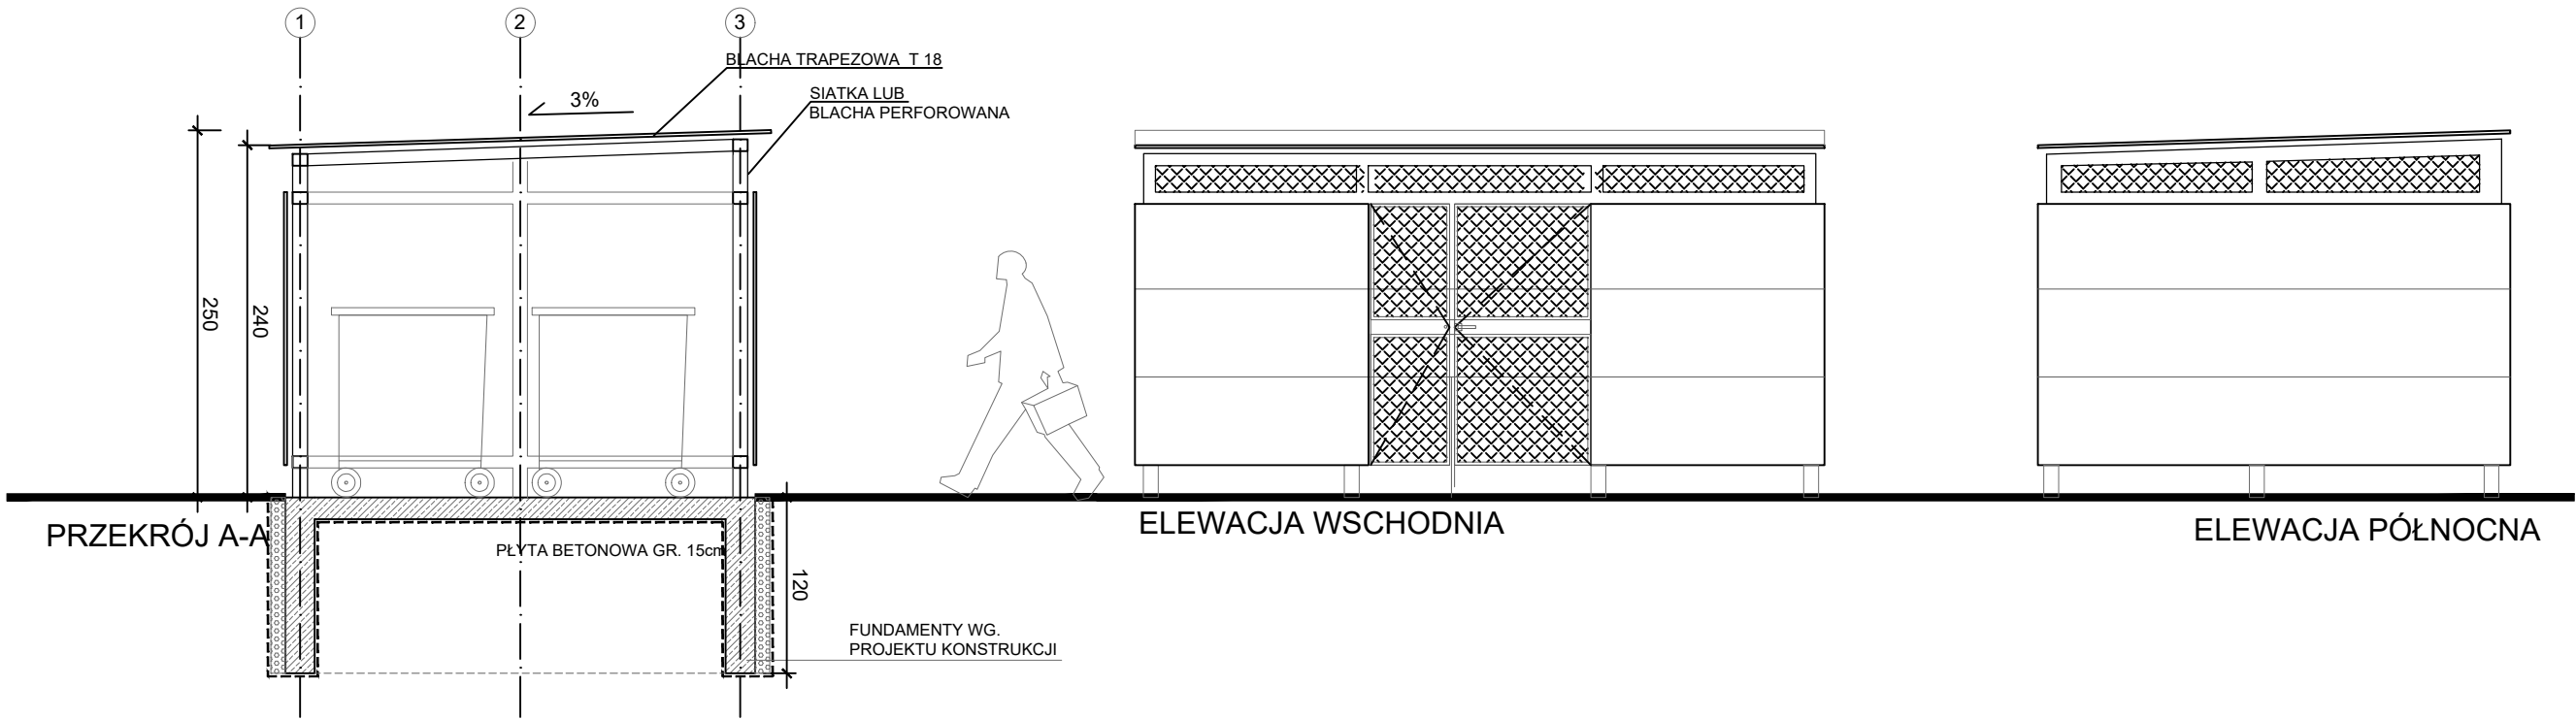 1
2
3
BLACHA TRAPEZOWA T 18
SIATKA LUB
BLACHA PERFOROWANA
3%
250
240
PRZEKRÓJ A-A
PŁYTA BETONOWA GR. 15cm
120
FUNDAMENTY WG.
PROJEKTU KONSTRUKCJI
ELEWACJA WSCHODNIA
ELEWACJA PÓŁNOCNA